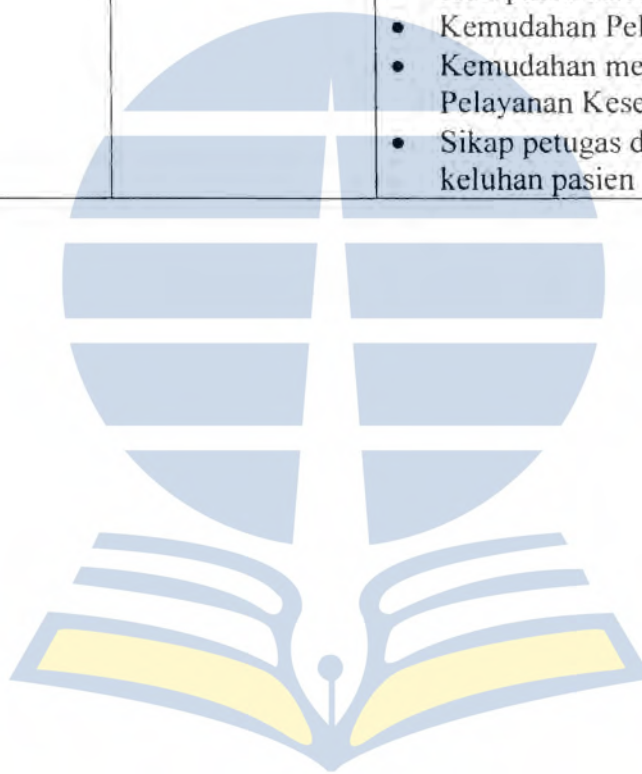 • Kemudahan Pel
• Kemudahan me
Pelayanan Kese
• Sikap petugas d
keluhan pasien